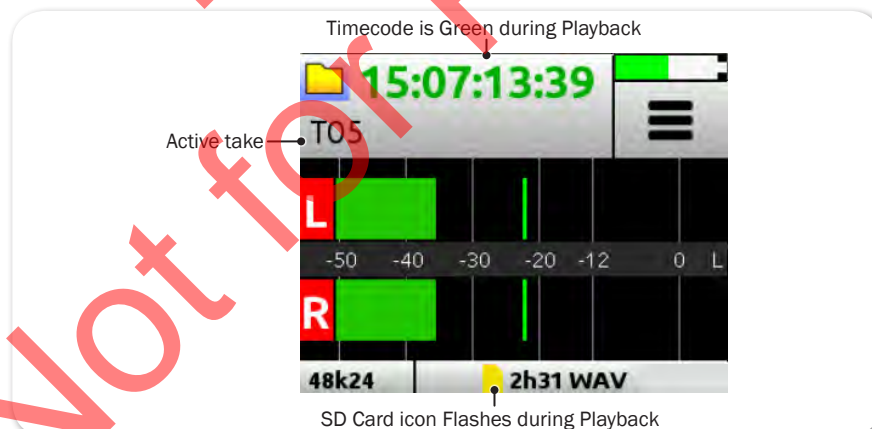 Timecode is Green during Playback
15:07:13:39
Active take
T05
L
-50 -40 -30 -20 -12 0 L
R
48k24 2h31 WAV
SD Card icon Flashes during Playback
Not for